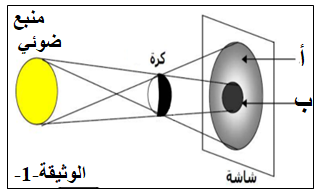 منبع
ضوئي
كرة
أ
ب
شاشة
الوثيقة-1-